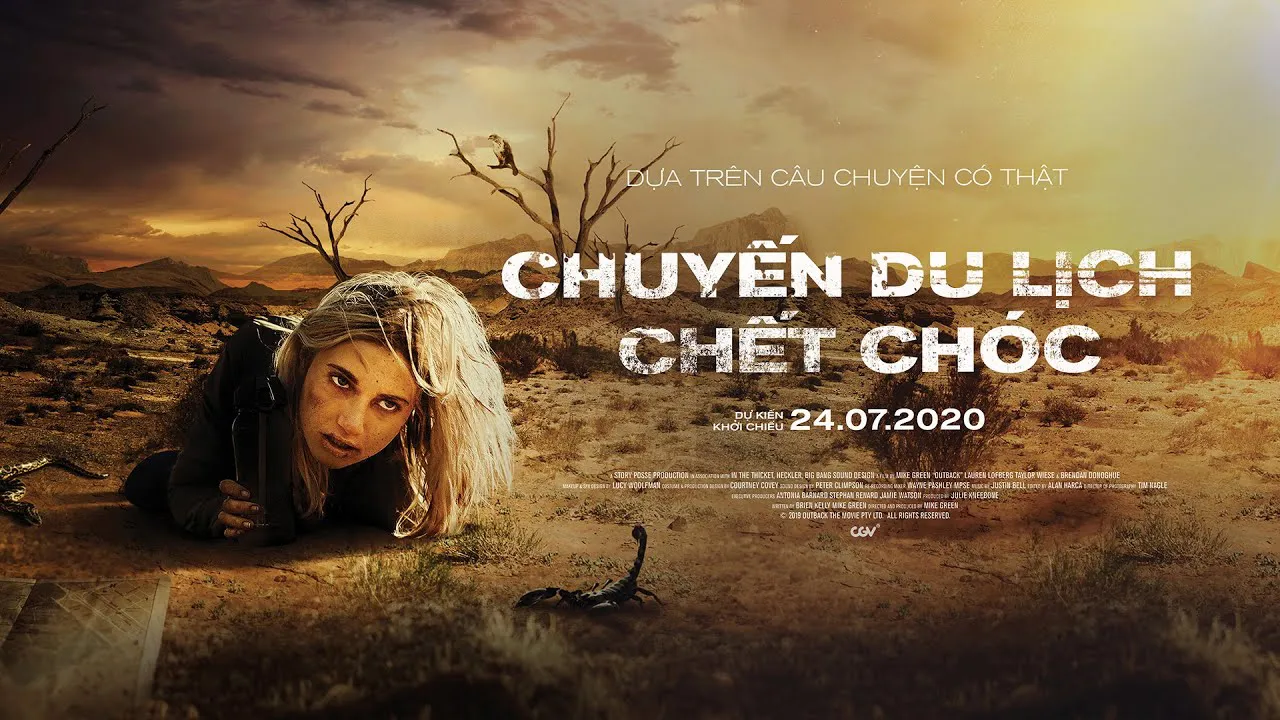 DỰA TRÊN CÂU CHUYỆN CÓ THẬT
CHUYẾN DU LỊCH
CHẾT CHÓC
DỰ KIẾN
KHỞI CHIẾU 24.07.2020
A STORY POSSE PRODUCTION IN ASSOCIATION WITH IN THE THICKET, HECKLER, BIG BANG SOUND DESIGN A FILM BY MIKE GREEN "OUTBACK" LAUREN LOFBERG TAYLOR WIESE & BRENDAN DONOGHUE
MAKEUP & SFX DESIGN BY LUCY WOOLFMAN COSTUME & PRODUCTION DESIGN BY COURTNEY COVEY SOUND DESIGN BY PETER CLIMPSON RE-RECORDING MIXER WAYNE PASHLEY MPSE MUSIC BY JUSTIN BELL EDITED BY ALAN HARCA DIRECTOR OF PHOTOGRAPHY TIM NAGLE
EXECUTIVE PRODUCERS ANTONIA BARNARD STEPHAN RENARD JAMIE WATSON PRODUCED BY JULIE KNEEBONE
WRITTEN BY BRIEN KELLY MIKE GREEN DIRECTED AND PRODUCED BY MIKE GREEN
© 2019 OUTBACK THE MOVIE PTY LTD. ALL RIGHTS RESERVED.
CGV